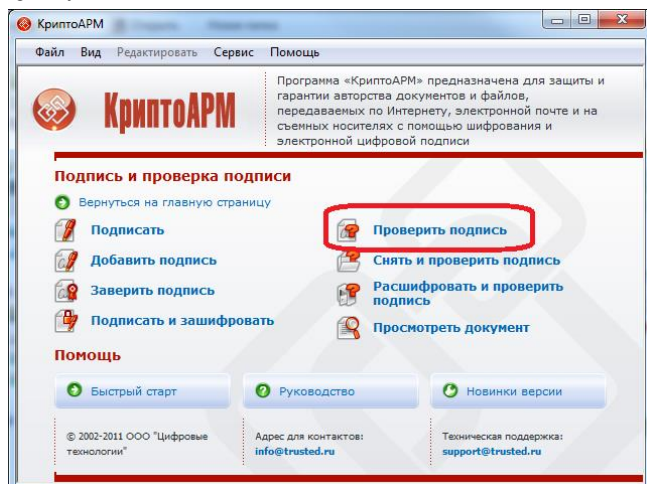 КриптоАРМ
Файл Вид Редактировать Сервис Помощь
КриптоАРМ
Программа «КриптоАРМ» предназначена для защиты и
гарантии авторства документов и файлов,
передаваемых по Интернету, электронной почте и на
съемных носителях с помощью шифрования и
электронной цифровой подписи
Подпись и проверка подписи
Вернуться на главную страницу
Подписать
Проверить подпись
Добавить подпись
Снять и проверить подпись
Заверить подпись
Расшифровать и проверить
подпись
Подписать и зашифровать
Просмотреть документ
Помощь
Быстрый старт
Руководство
Новинки версии
© 2002-2011 ООО "Цифровые
технологии"
Адрес для контактов:
info@trusted.ru
Техническая поддержка:
support@trusted.ru